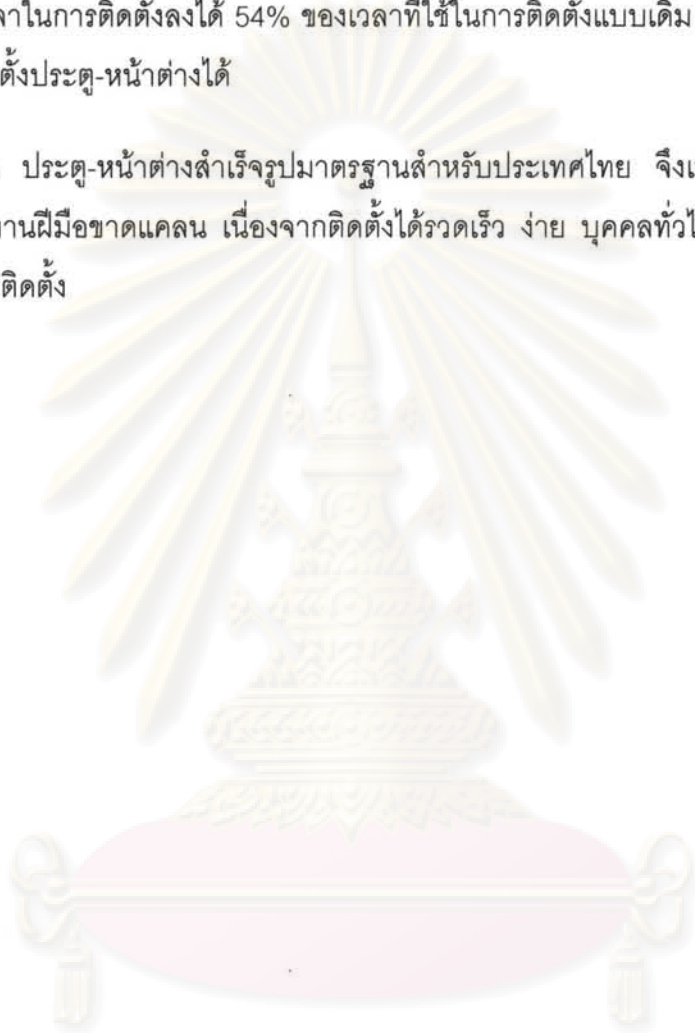 ลาในการติดตั้งลงได้ 54% ของเวลาที่ใช้ในการติดตั้งแบบเดิม
ตั้งประตู-หน้าต่างได้
ประตู-หน้าต่างสำเร็จรูปมาตรฐานสำหรับประเทศไทย จึงเ
งานฝีมือขาดแคลน เนื่องจากติดตั้งได้รวดเร็ว ง่าย บุคคลทั่วไ
ติดตั้ง